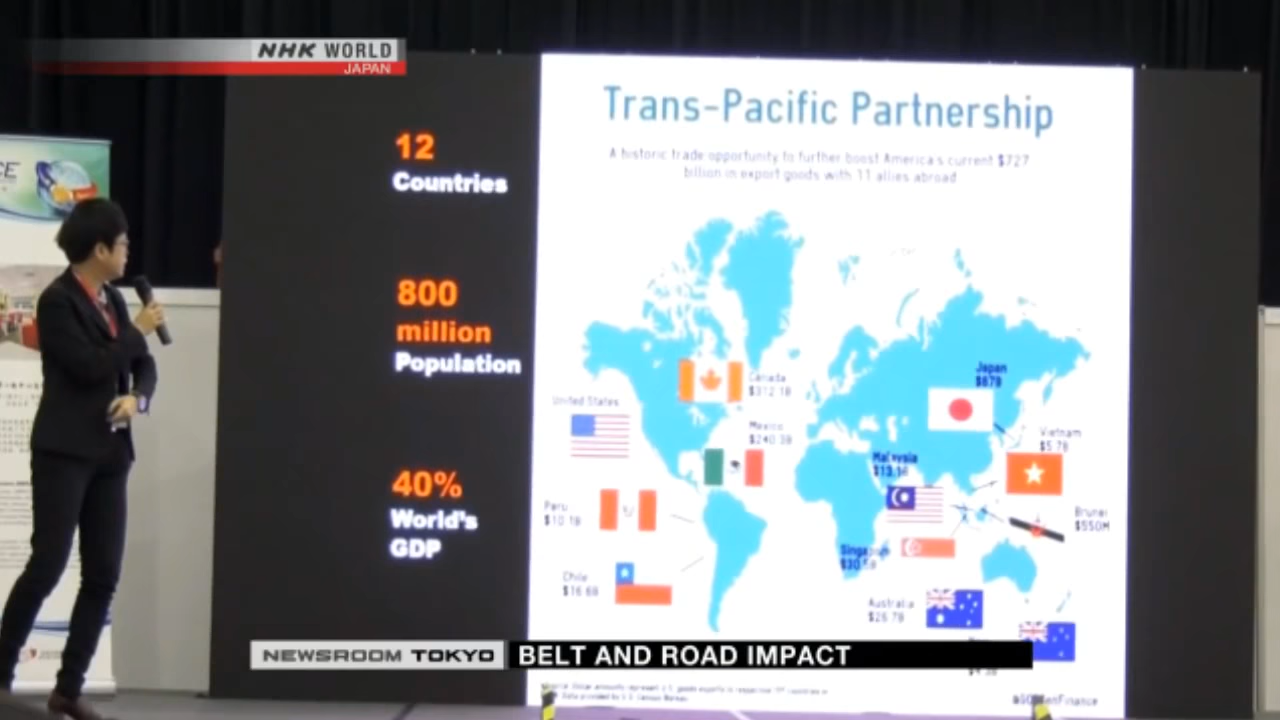 NHK WORLD
JAPAN
CE
12
Countries
800
million
Population
40%
World's
GDP
Trans-Pacific Partnership
A historic trade opportunity to further boost America's current $727
billion in export goods with 11 allies abroad
Canada
$312.1B
Japan
$67B
United States
Mexico
$240.3B
Vietnam
$5.7B
Malaysia
Peru
$10.1B
Brunei
$550M
Chile
$16.6B
Australia
$26.7B
NEWSROOM TOKYO
BELT AND ROAD IMPACT